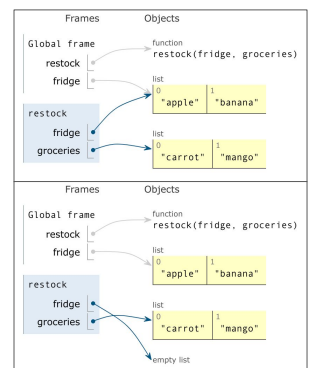 Frames Objects
Global frame
function
restock
restock(fridge, groceries)
fridge
list
0 "apple" 1 "banana"
restock
fridge
groceries
list
0 "carrot" 1 "mango"
Frames Objects
Global frame
function
restock
restock(fridge, groceries)
fridge
list
0 "apple" 1 "banana"
restock
fridge
groceries
list
0 "carrot" 1 "mango"
empty list